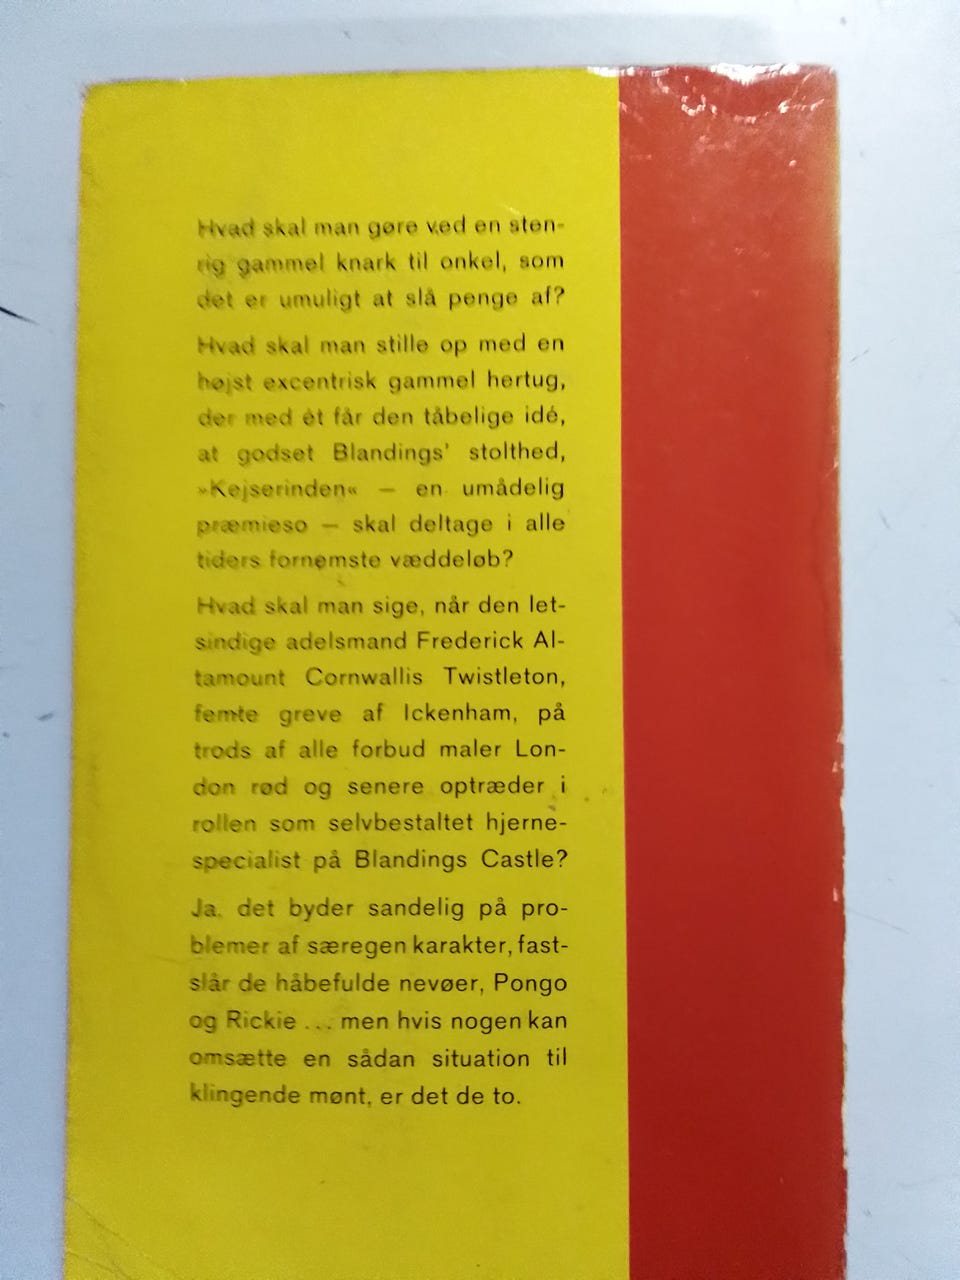 Hvad skal man gøre ved en sten-
rig gammel knark til onkel, som
det er umuligt at slå penge af?
Hvad skal man stille op med en
højst excentrisk gammel hertug,
der med ét får den tåbelige idé,
at godset Blandings' stolthed,
»Kejserinden« – en umådelig
præmieso – skal deltage i alle
tiders fornemste væddeløb?
Hvad skal man sige, når den let-
sindige adelsmand Frederick Al-
tamount Cornwallis Twistleton,
femte greve af Ickenham, på
trods af alle forbud maler Lon-
don rød og senere optræder i
rollen som selvbestaltet hjerne-
specialist på Blandings Castle?
Ja, det byder sandelig på pro-
blemer af særegen karakter, fast-
slår de håbefulde nevøer, Pongo
og Rickie ... men hvis nogen kan
omsætte en sådan situation til
klingende mønt, er det de to.